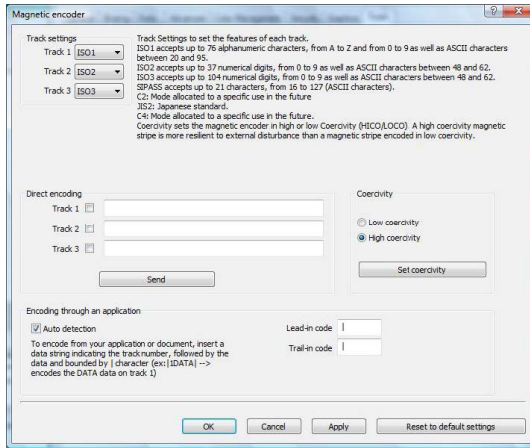 Magnetic encoder
Track settings
Track 1 ISO1
Track 2 ISO2
Track 3 ISO3
Track Settings to set the features of each track.
ISO1 accepts up to 76 alphanumeric characters, from A to Z and from 0 to 9 as well as ASCII characters
between 20 and 95.
ISO2 accepts up to 37 numerical digits, from 0 to 9 as well as ASCII characters between 48 and 62.
ISO3 accepts up to 104 numerical digits, from 0 to 9 as well as ASCII characters between 48 and 62.
SIPASS accepts up to 21 characters, from 16 to 127 (ASCII characters).
C2: Mode allocated to a specific use in the future
JIS2: Japanese standard.
C4: Mode allocated to a specific use in the future.
Coercivity sets the magnetic encoder in high or low Coercivity (HICO/LOCO). A high coercivity magnetic
stripe is more resilient to external disturbance than a magnetic stripe encoded in low coercivity.
Direct encoding
Track 1
Track 2
Track 3
Send
Coercivity
Low coercivity
High coercivity
Set coercivity
Encoding through an application
Auto detection
To encode from your application or document, insert a
data string indicating the track number, followed by the
data and bounded by | character (ex:|1DATA| -->
encodes the DATA data on track 1)
Lead-in code |
Trail-in code |
OK Cancel Apply Reset to default settings